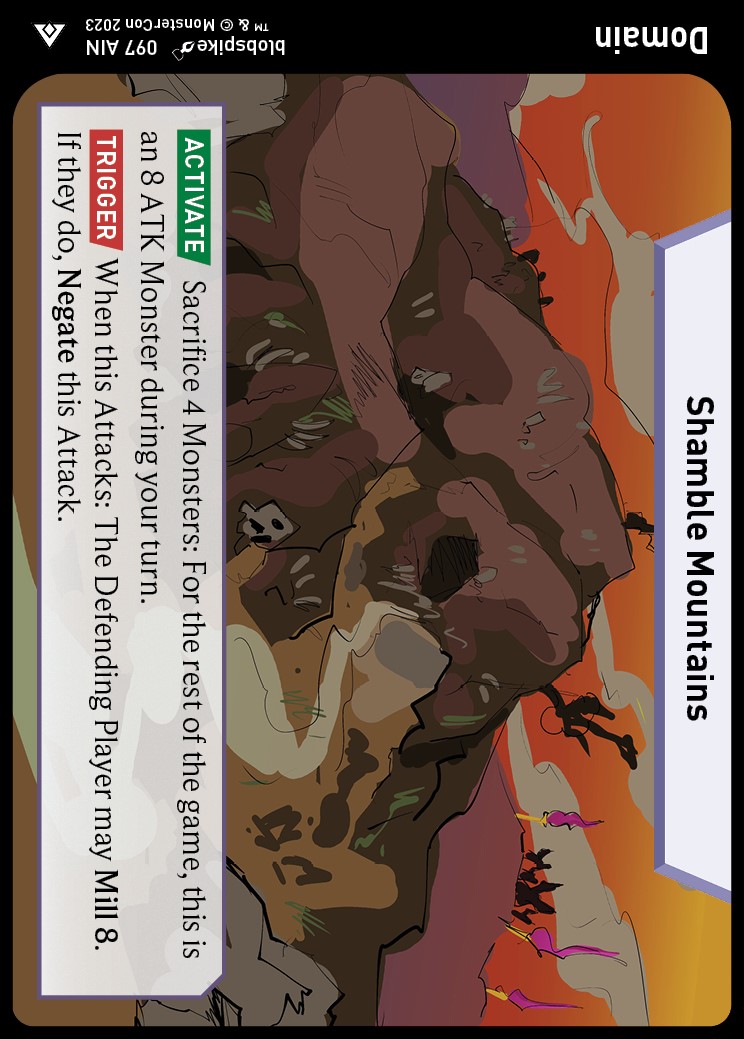 Shamble Mountains
ACTIVATE Sacrifice 4 Monsters: For the rest of the game, this is
an 8 ATK Monster during your turn.
TRIGGER When this Attacks: The Defending Player may Mill 8.
If they do, Negate this Attack.
Domain
blobspike 097 AIN
™ & © MonsterCon 2023